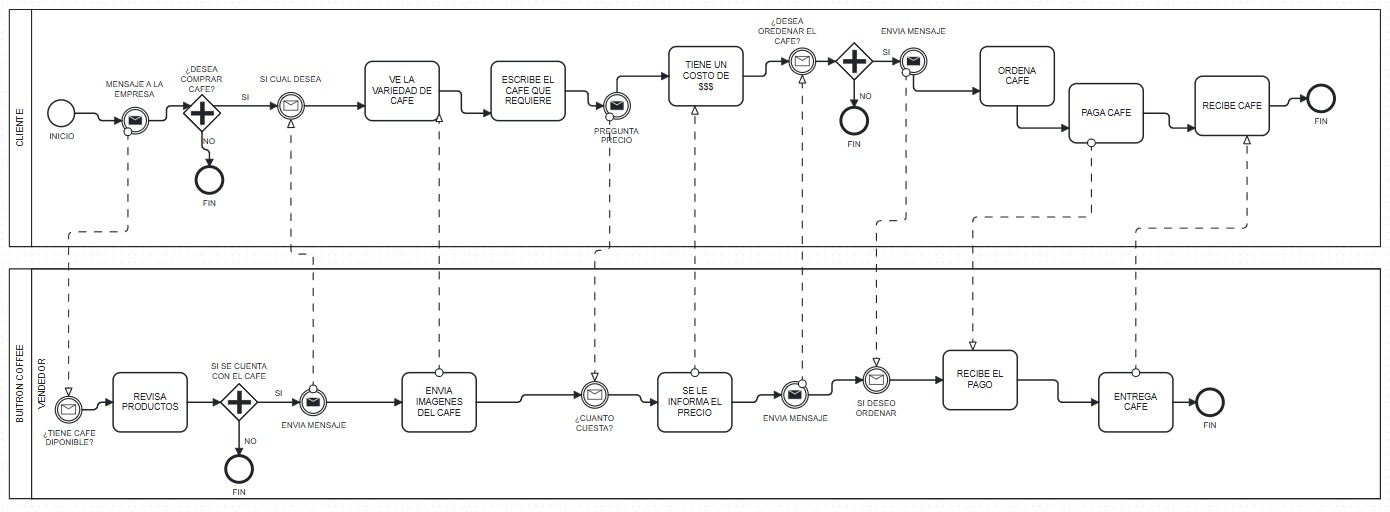 CLIENTE
INICIO
MENSAJE A LA
EMPRESA
¿DESEA
COMPRAR
CAFE?
SI
NO
FIN
SI CUAL DESEA
VE LA
VARIEDAD DE
CAFE
ESCRIBE EL
CAFE QUE
REQUIERE
PREGUNTA
PRECIO
TIENE UN
COSTO DE
$$$
¿DESEA
OREDENAR EL
CAFE?
SI
NO
FIN
ENVIA MENSAJE
ORDENA
CAFE
PAGA CAFE
RECIBE CAFE
FIN
BUITRON COFFEE
VENDEDOR
¿TIENE CAFE
DIPONIBLE?
REVISA
PRODUCTOS
SI SE CUENTA
CON EL CAFE
SI
NO
FIN
ENVIA MENSAJE
ENVIA
IMAGENES
DEL CAFE
¿CUANTO
CUESTA?
SE LE
INFORMA EL
PRECIO
ENVIA MENSAJE
SI DESEO
ORDENAR
RECIBE EL
PAGO
ENTREGA
CAFE
FIN